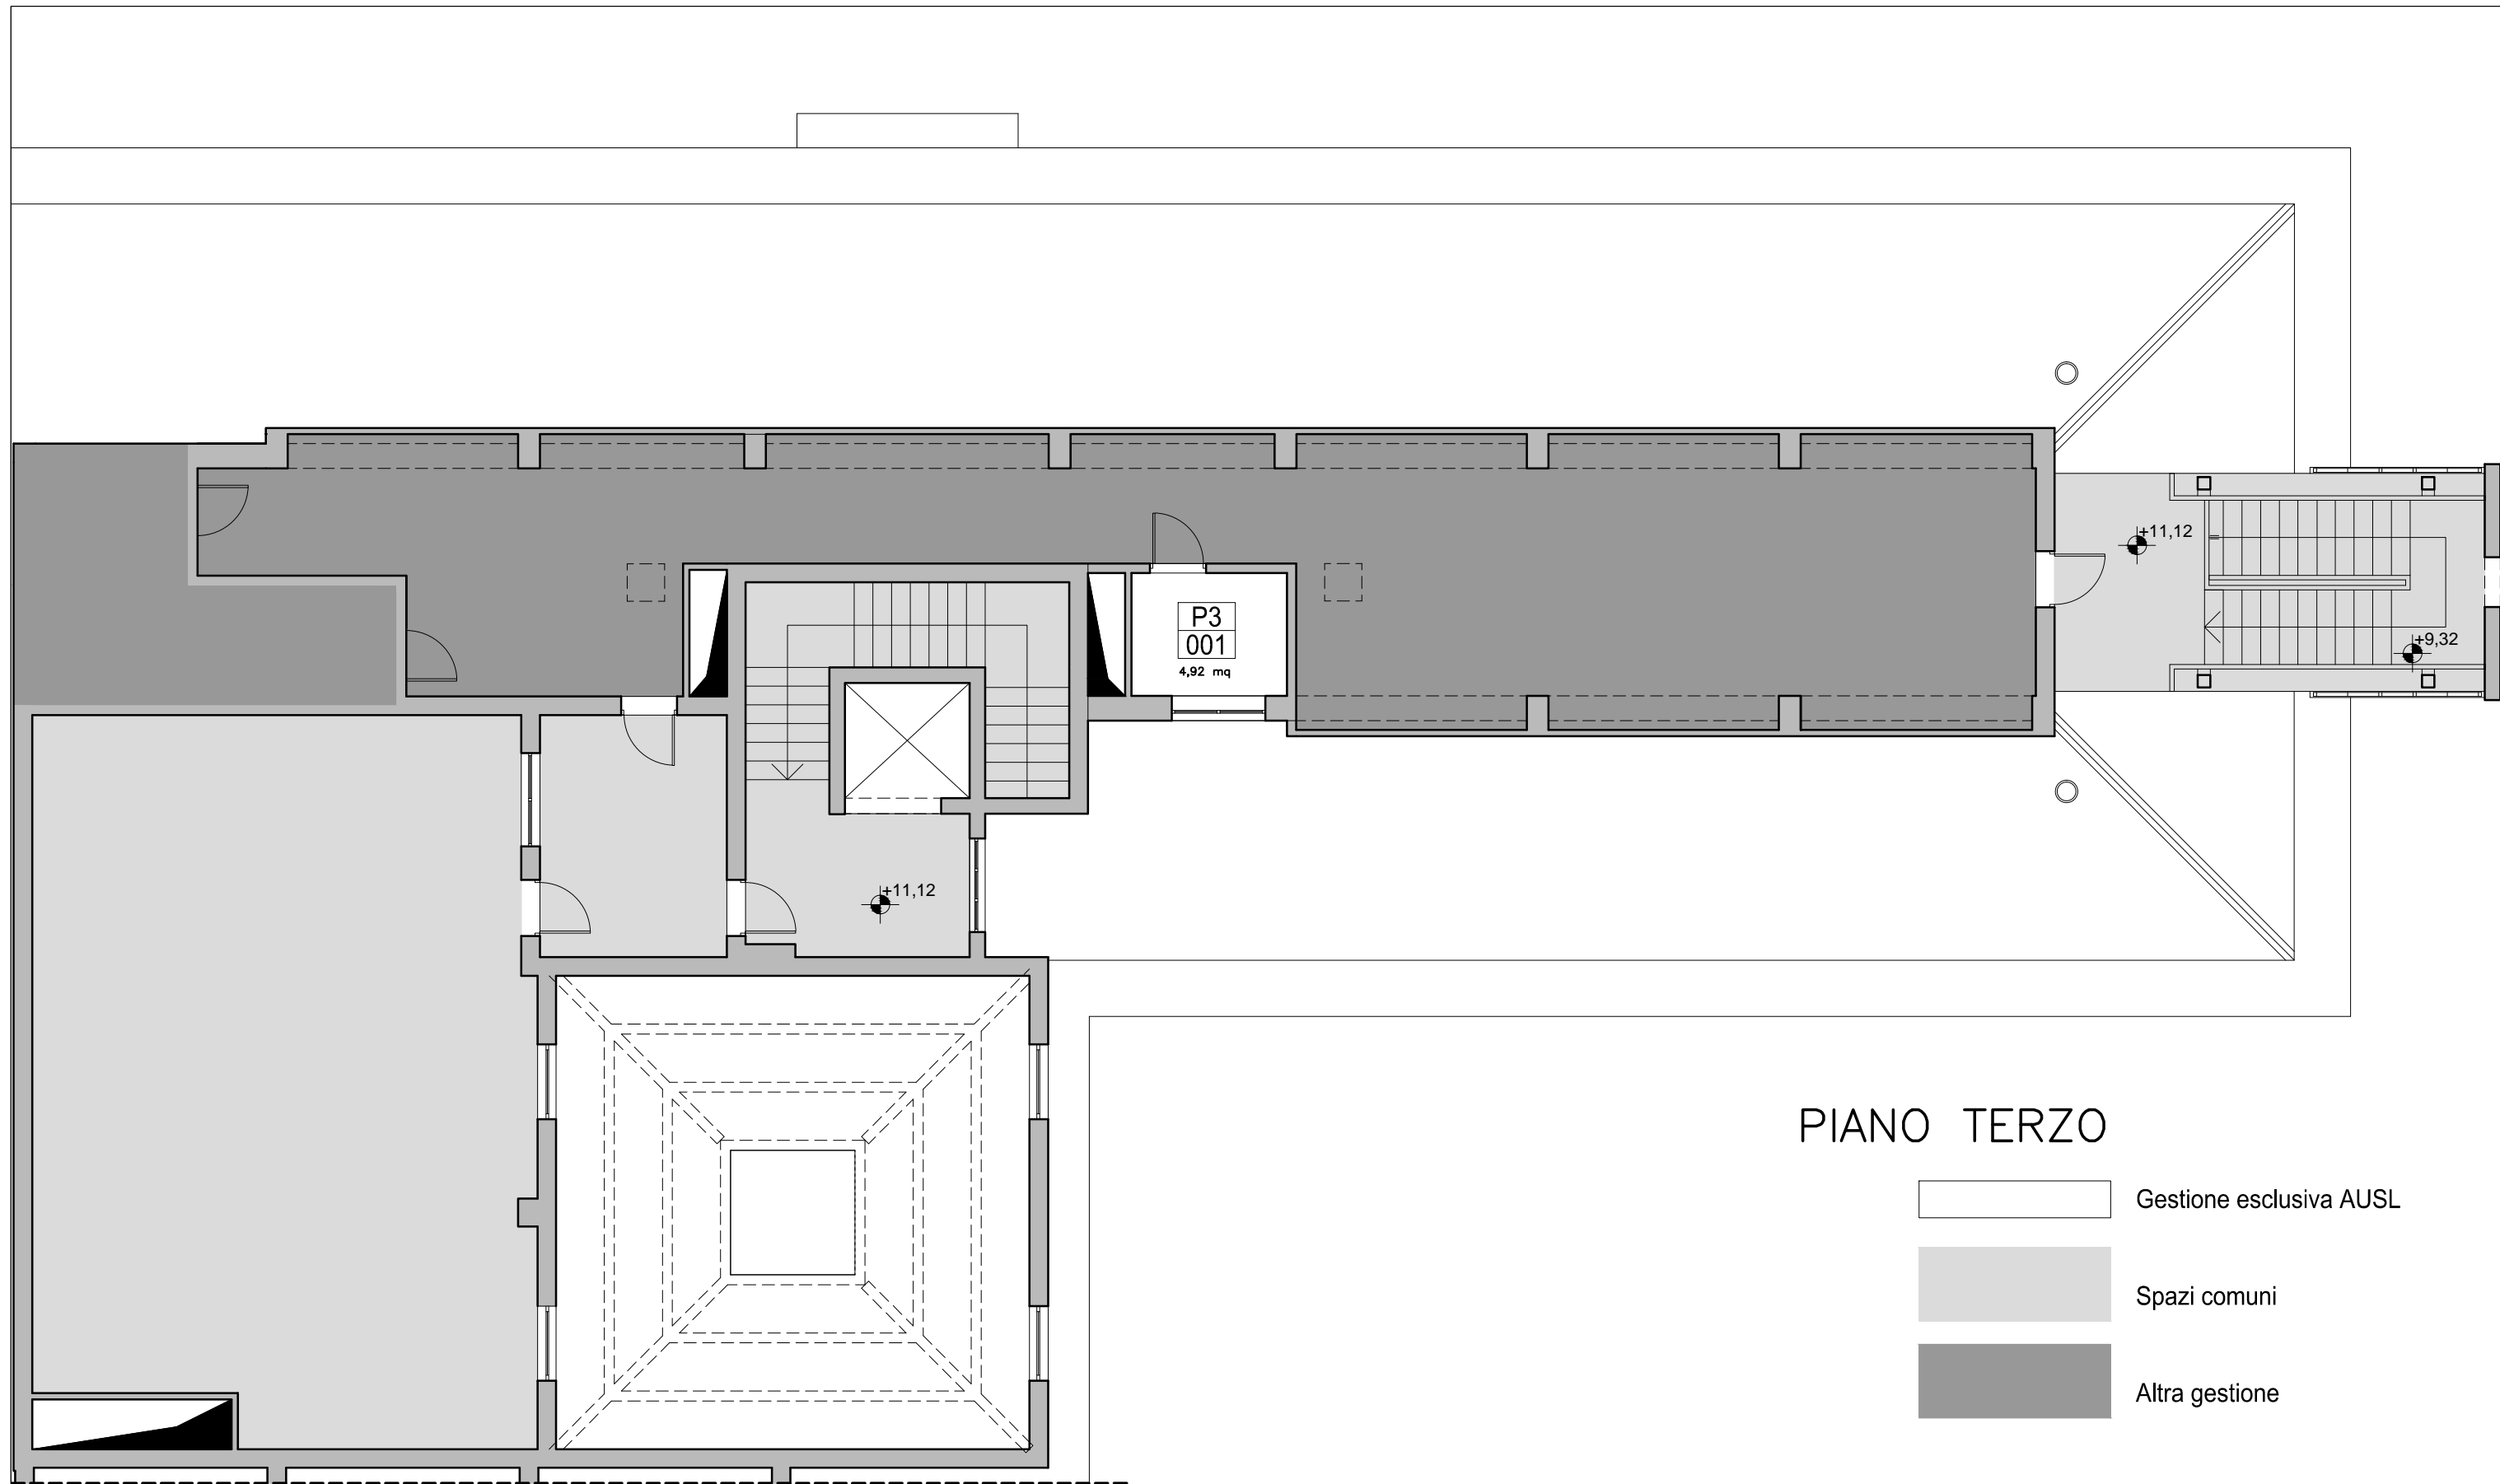 +11,12
P3
001
4,92 mq
+9,32
+11,12
PIANO TERZO
Gestione esclusiva AUSL
Spazi comuni
Altra gestione